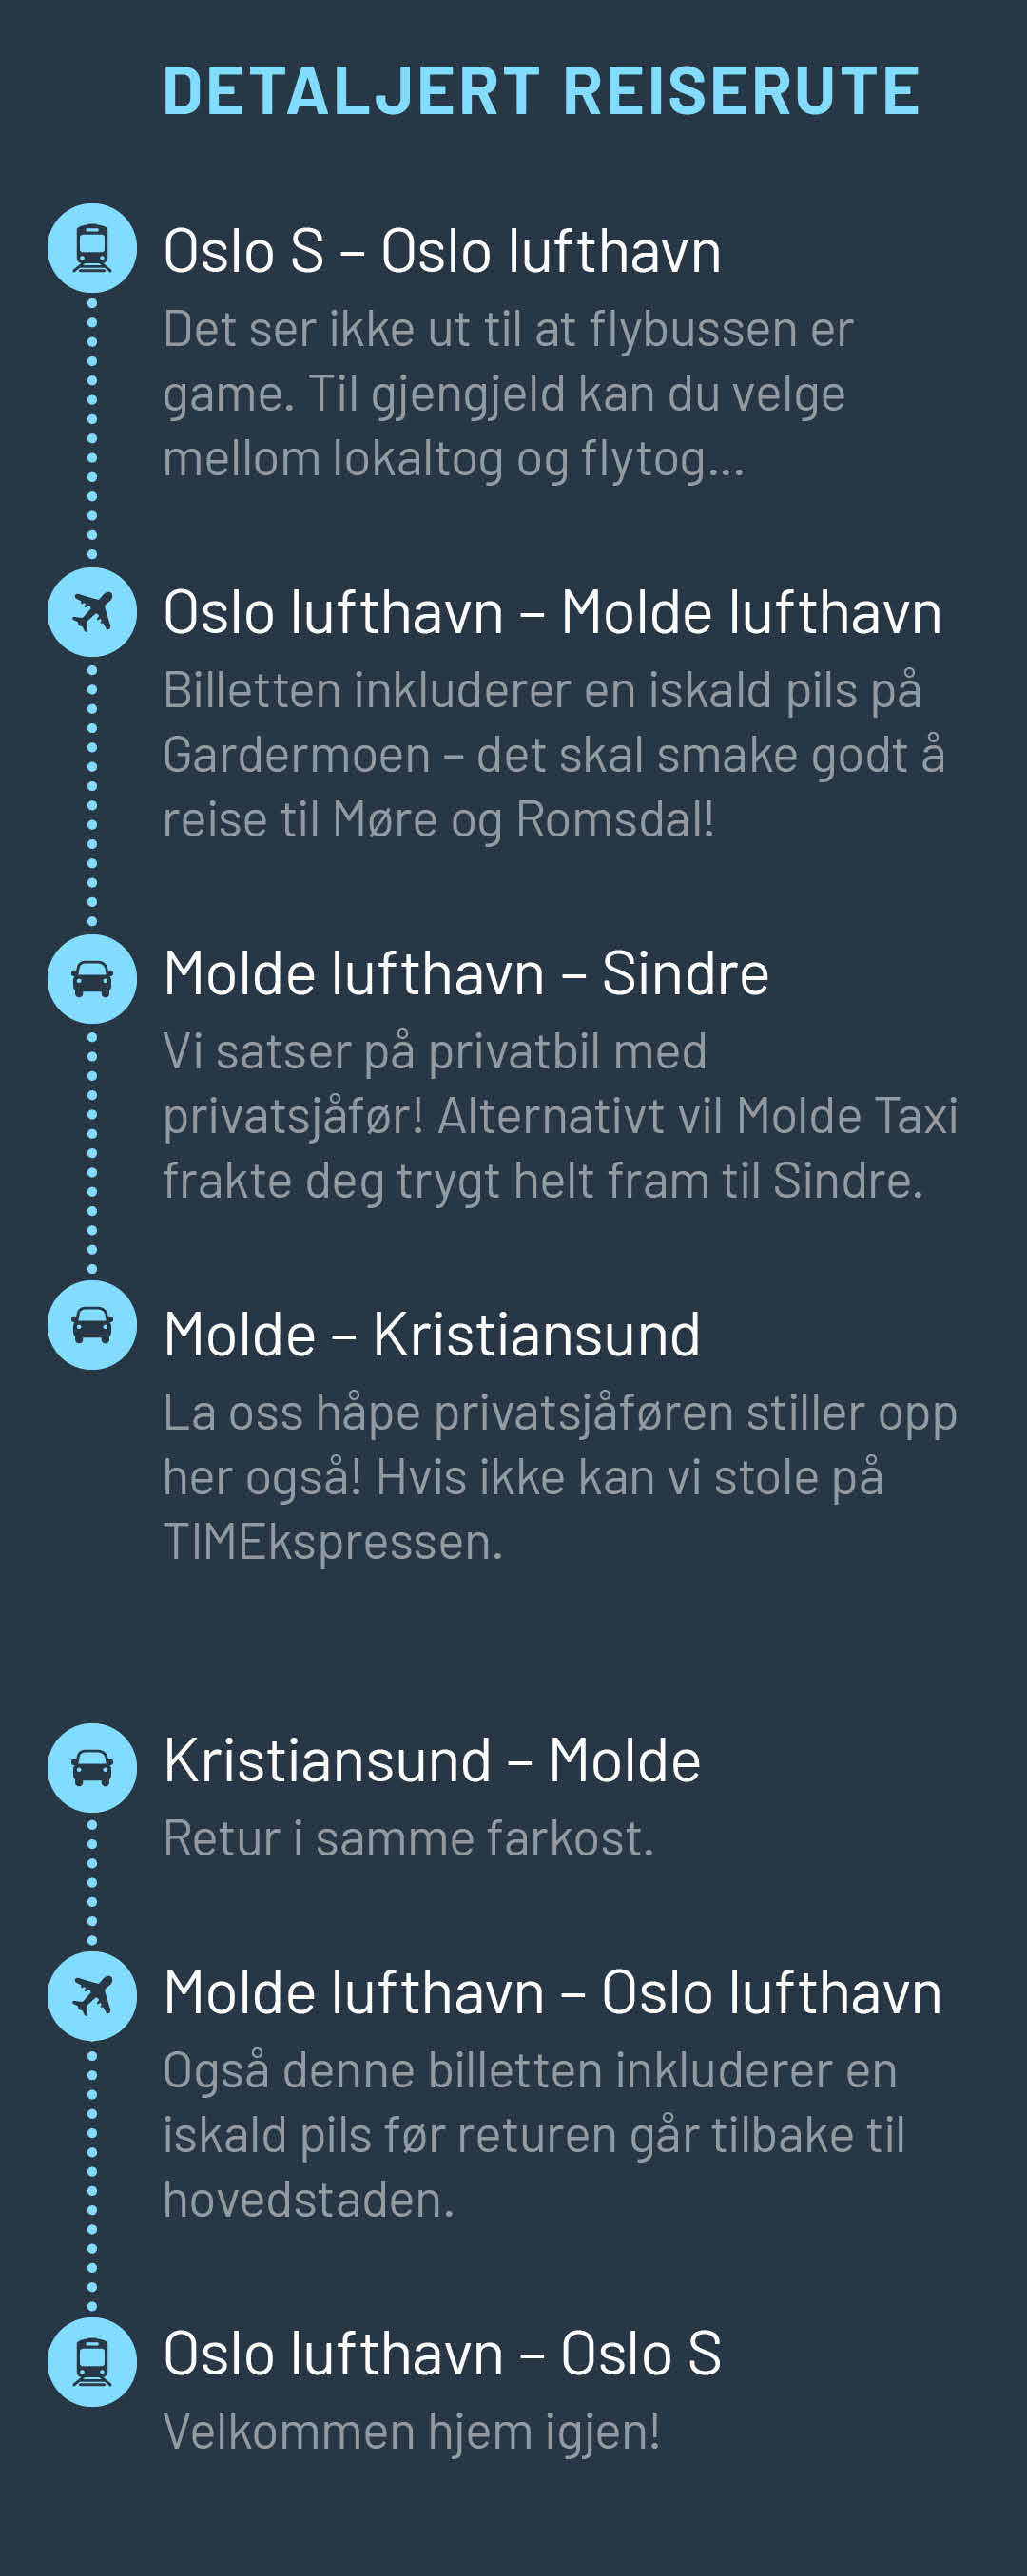 DETALJERT REISERUTE
Oslo S – Oslo lufthavn
Det ser ikke ut til at flybussen er
game. Til gjengjeld kan du velge
mellom lokaltog og flytog...
Oslo lufthavn – Molde lufthavn
Billetten inkluderer en iskald pils på
Gardermoen – det skal smake godt å
reise til Møre og Romsdal!
Molde lufthavn – Sindre
Vi satser på privatbil med
privatsjåfør! Alternativt vil Molde Taxi
frakte deg trygt helt fram til Sindre.
Molde – Kristiansund
La oss håpe privatsjåføren stiller opp
her også! Hvis ikke kan vi stole på
TIMEkspressen.
Kristiansund – Molde
Retur i samme farkost.
Molde lufthavn – Oslo lufthavn
Også denne billetten inkluderer en
iskald pils før returen går tilbake til
hovedstaden.
Oslo lufthavn – Oslo S
Velkommen hjem igjen!